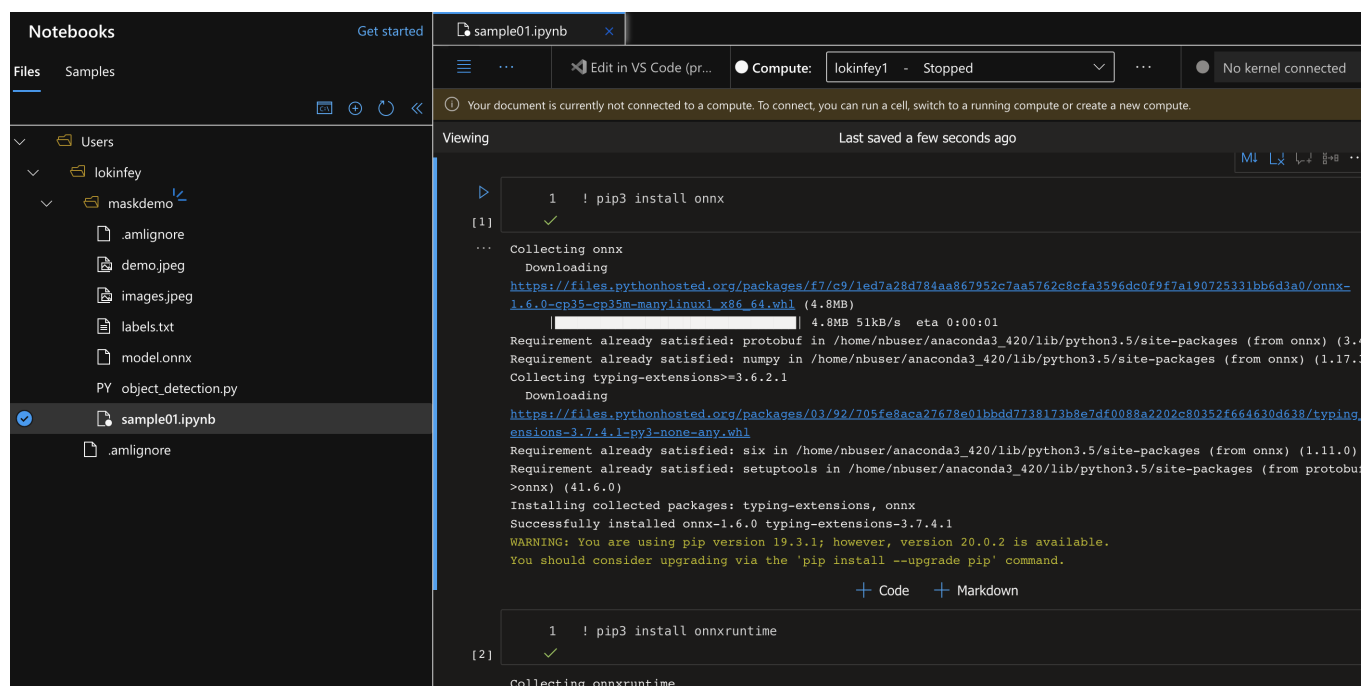 Notebooks
Get started
Files
Samples
Users
lokinfey
maskdemo
.amlignore
demo.jpeg
images.jpeg
labels.txt
model.onnx
PY object_detection.py
sample01.ipynb
.amlignore
sample01.ipynb
Edit in VS Code (pr...
Compute:
lokinfey1 - Stopped
No kernel connected
Your document is currently not connected to a compute. To connect, you can run a cell, switch to a running compute or create a new compute.
Viewing
Last saved a few seconds ago
M↓
1 ! pip3 install onnx
[1]
Collecting onnx
Downloading
https://files.pythonhosted.org/packages/f7/c9/1ed7a28d784aa867952c7aa5762c8cfa3596dc0f9f7a190725331bb6d3a0/onnx-
1.6.0-cp35-cp35m-manylinux1_x86_64.whl (4.8MB)
| 4.8MB 51kB/s eta 0:00:01
Requirement already satisfied: protobuf in /home/nbuser/anaconda3_420/lib/python3.5/site-packages (from onnx) (3.4
Requirement already satisfied: numpy in /home/nbuser/anaconda3_420/lib/python3.5/site-packages (from onnx) (1.17.3
Collecting typing-extensions>=3.6.2.1
Downloading
https://files.pythonhosted.org/packages/03/92/705fe8aca27678e01bbdd7738173b8e7df0088a2202c80352f664630d638/typing_
ensions-3.7.4.1-py3-none-any.whl
Requirement already satisfied: six in /home/nbuser/anaconda3_420/lib/python3.5/site-packages (from onnx) (1.11.0)
Requirement already satisfied: setuptools in /home/nbuser/anaconda3_420/lib/python3.5/site-packages (from protobuf
>onnx) (41.6.0)
Installing collected packages: typing-extensions, onnx
Successfully installed onnx-1.6.0 typing-extensions-3.7.4.1
WARNING: You are using pip version 19.3.1; however, version 20.0.2 is available.
You should consider upgrading via the 'pip install --upgrade pip' command.
+ Code
+ Markdown
1 ! pip3 install onnxruntime
[2]
Collecting onnxruntime